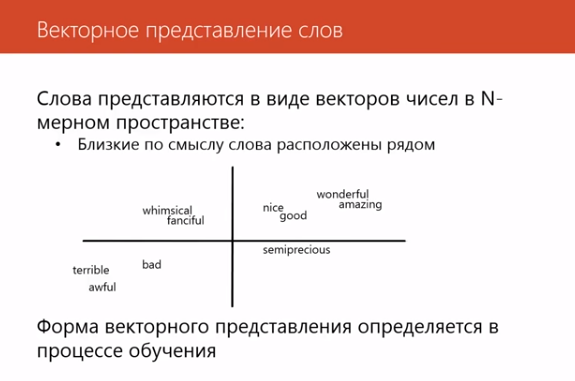 Векторное представление слов
Слова представляются в виде векторов чисел в N-
мерном пространстве:
• Близкие по смыслу слова расположены рядом
wonderful
amazing
nice
good
whimsical
fanciful
semiprecious
bad
terrible
awful
Форма векторного представления определяется в
процессе обучения